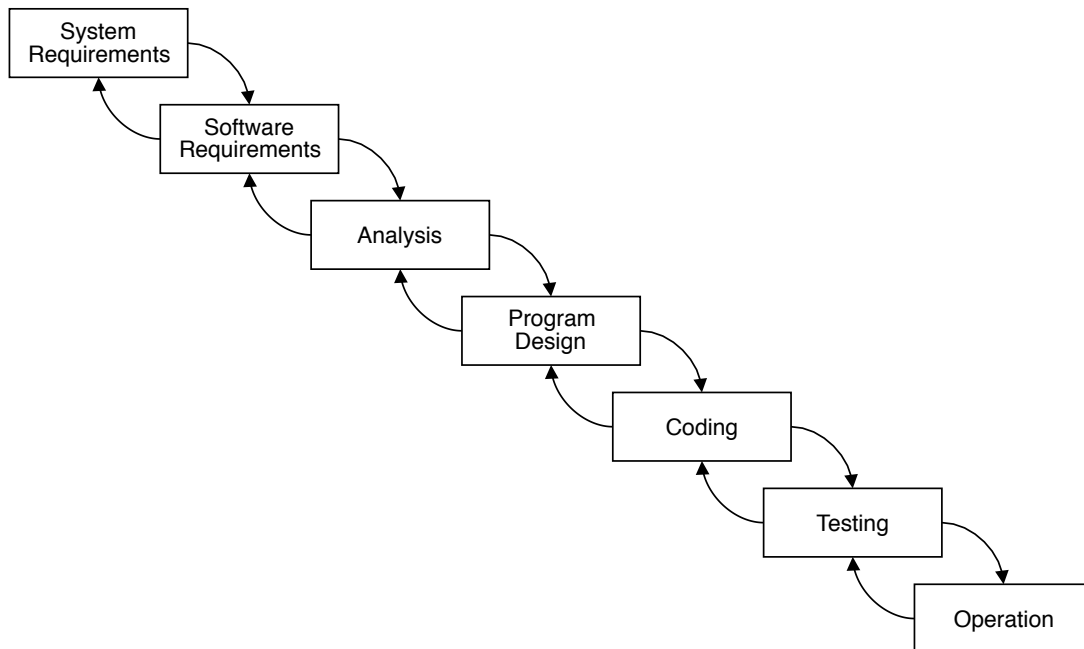 System
Requirements
Software
Requirements
Analysis
Program
Design
Coding
Testing
Operation